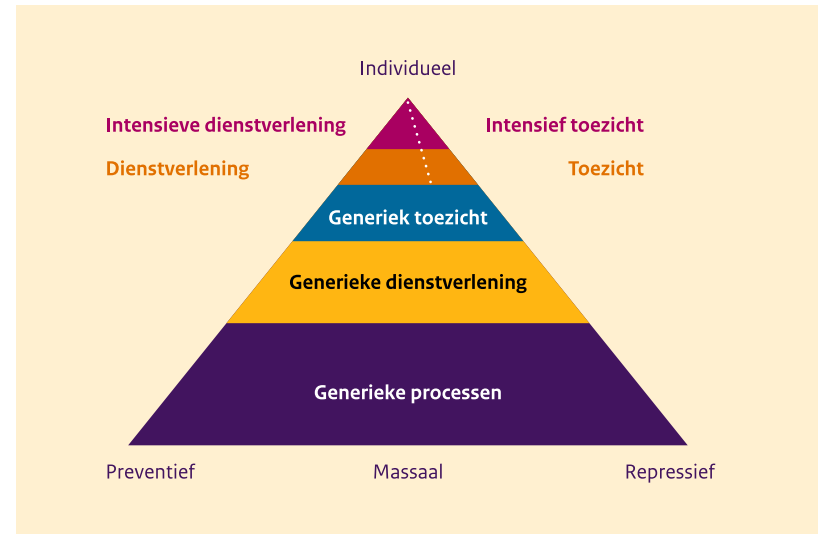 Individueel
Intensieve dienstverlening
Intensief toezicht
Dienstverlening
Toezicht
Generiek toezicht
Generieke dienstverlening
Generieke processen
Preventief
Massaal
Repressief